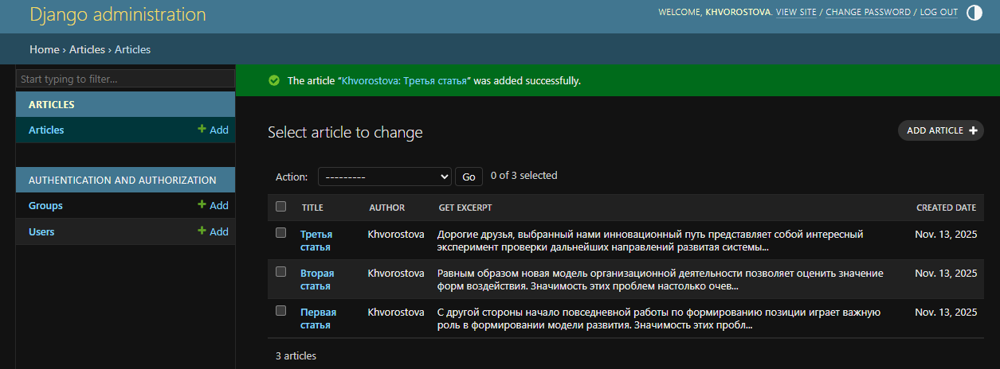 Django administration
WELCOME, KHVOROSTOVA. VIEW SITE / CHANGE PASSWORD / LOG OUT
Home › Articles › Articles
Start typing to filter...
ARTICLES
Articles
Add
AUTHENTICATION AND AUTHORIZATION
Groups
Add
Users
Add
The article “Khvorostova: Третья статья” was added successfully.
Select article to change
ADD ARTICLE
Action: --------- Go 0 of 3 selected
TITLE AUTHOR GET EXCERPT CREATED DATE
Третья
статья
Khvorostova
Дорогие друзья, выбранный нами инновационный путь представляет собой интересный
эксперимент проверки дальнейших направлений развитая системы...
Nov. 13, 2025
Вторая
статья
Khvorostova
Равным образом новая модель организационной деятельности позволяет оценить значение
форм воздействия. Значимость этих проблем настолько очев...
Nov. 13, 2025
Первая
статья
Khvorostova
С другой стороны начало повседневной работы по формированию позиции играет важную
роль в формировании модели развития. Значимость этих пробл...
Nov. 13, 2025
3 articles